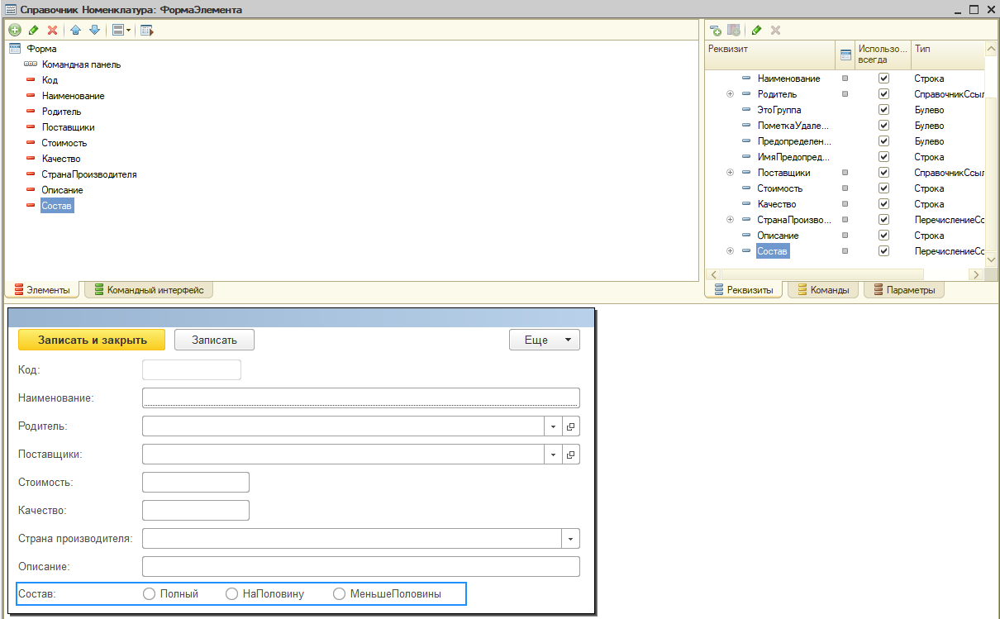 Справочник Номенклатура: ФормаЭлемента
Форма
Командная панель
Код
Наименование
Родитель
Поставщики
Стоимость
Качество
СтранаПроизводителя
Описание
Состав
Элементы
Командный интерфейс
Реквизит Использо... всегда Тип
Наименование Строка
Родитель СправочникСсыл
ЭтоГруппа Булево
ПометкаУдале... Булево
Предопределен... Булево
ИмяПредопред... Строка
Поставщики СправочникСсыл
Стоимость Строка
Качество Строка
СтранаПроизво... ПеречислениеСс
Описание Строка
Состав ПеречислениеСс
Реквизиты
Команды
Параметры
Записать и закрыть
Записать
Еще
Код:
Наименование:
Родитель:
Поставщики:
Стоимость:
Качество:
Страна производителя:
Описание:
Состав: Полный НаПоловину МеньшеПоловины